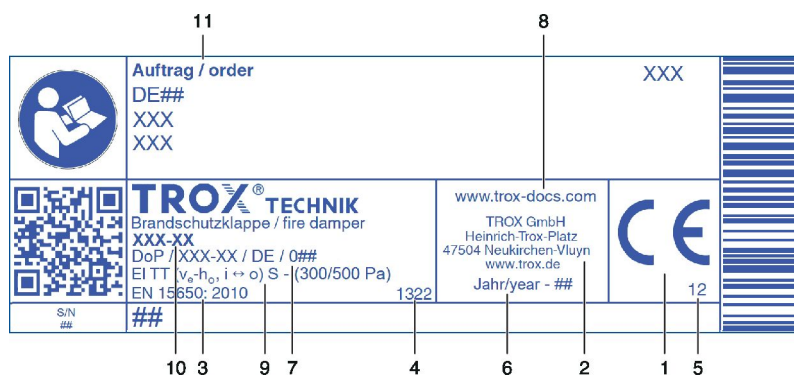 11
8
Auftrag / order
XXX
DE##
XXX
XXX
TROX® TECHNIK
Brandschutzklappe / fire damper
XXX-XX
DoP / XXX-XX / DE / 0##
EI TT (ve-ho, i ↔ o) S - (300/500 Pa)
EN 15650: 2010
1322
www.trox-docs.com
TROX GmbH
Heinrich-Trox-Platz
47504 Neukirchen-Vluyn
www.trox.de
Jahr/year - ##
CE
12
S/N
##
##
10 3 9 7 4 6 2 1 5